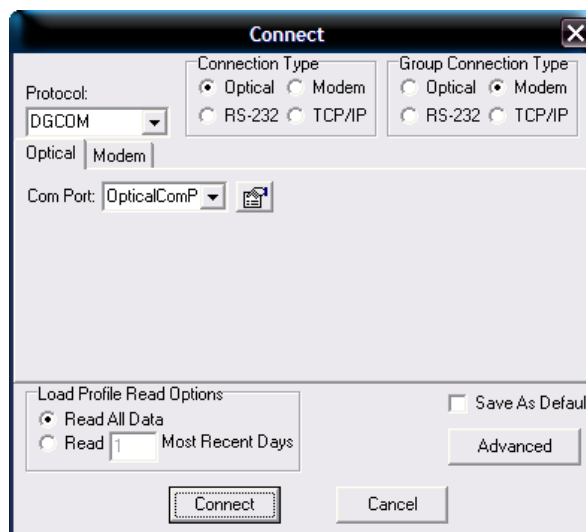 Connect
Connection Type
Group Connection Type
Protocol:
Optical Modem
Optical Modem
DGCOM
RS-232 TCP/IP
RS-232 TCP/IP
Optical Modem
Com Port: OpticalComP
Load Profile Read Options
Read All Data
Read 1 Most Recent Days
Save As Defaul
Advanced
Connect Cancel